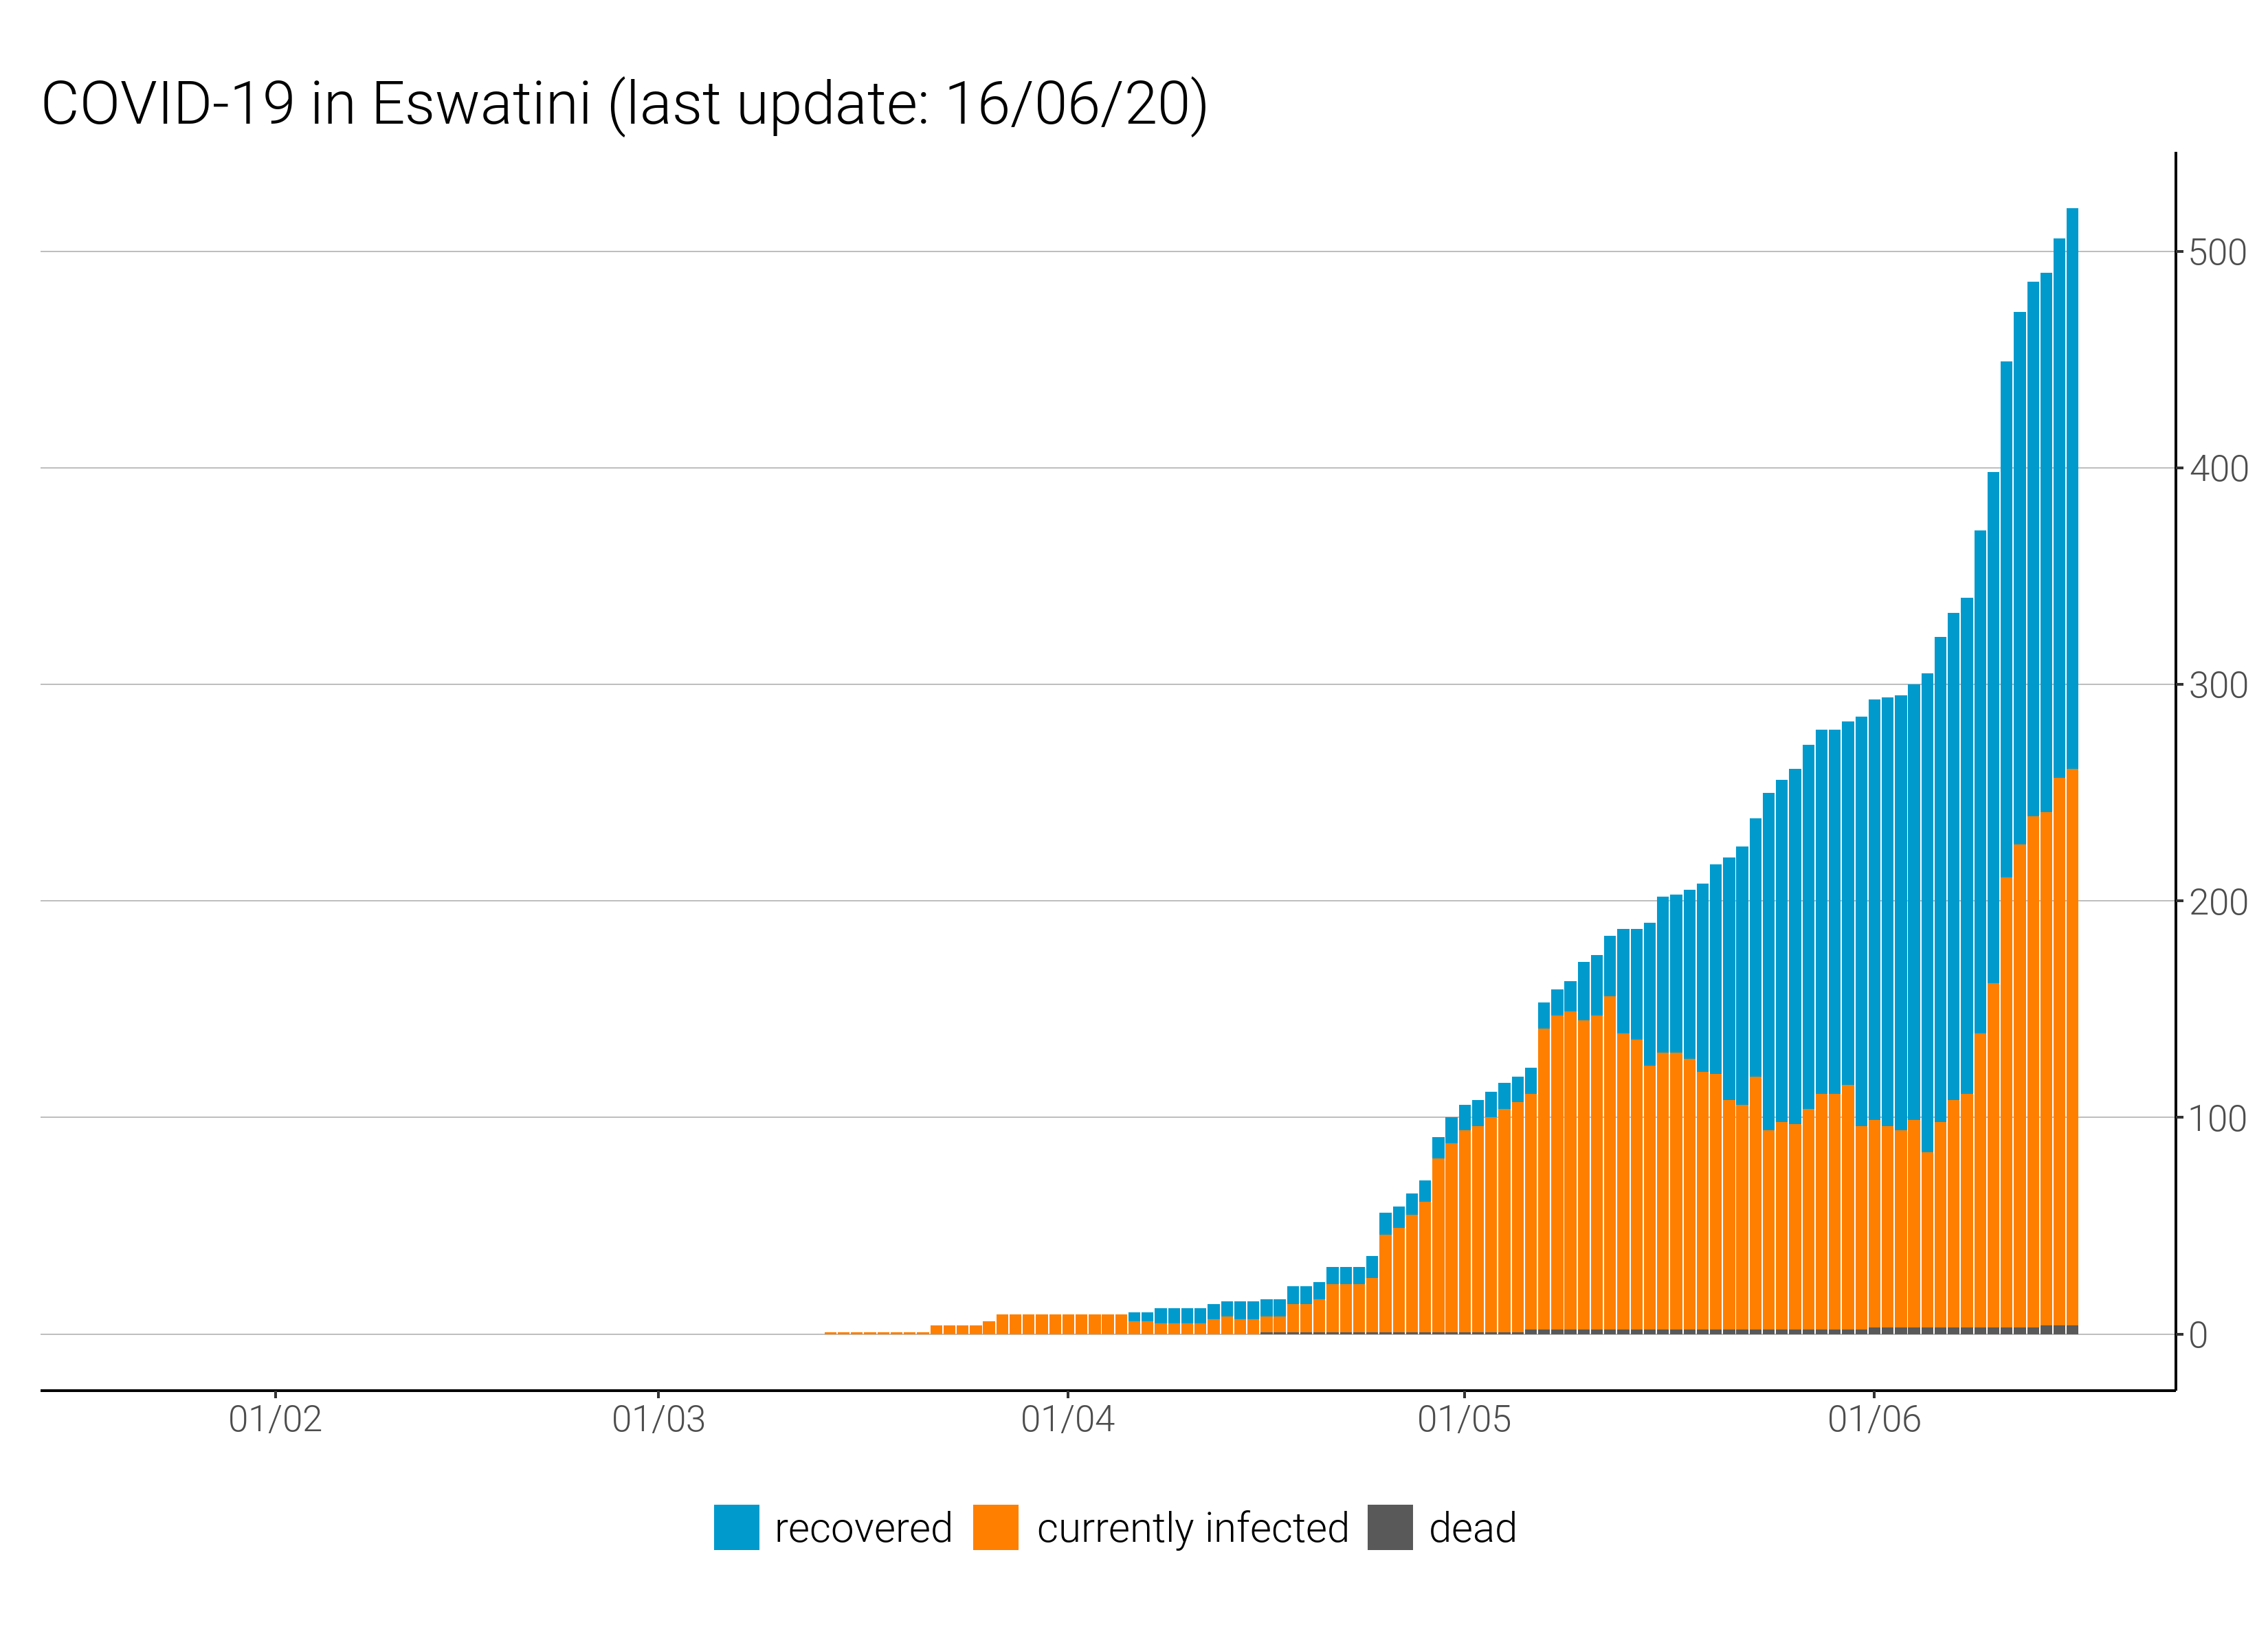 COVID-19 in Eswatini (last update: 16/06/20)
500
400
300
200
100
0
01/02 01/03 01/04 01/05 01/06
recovered currently infected dead